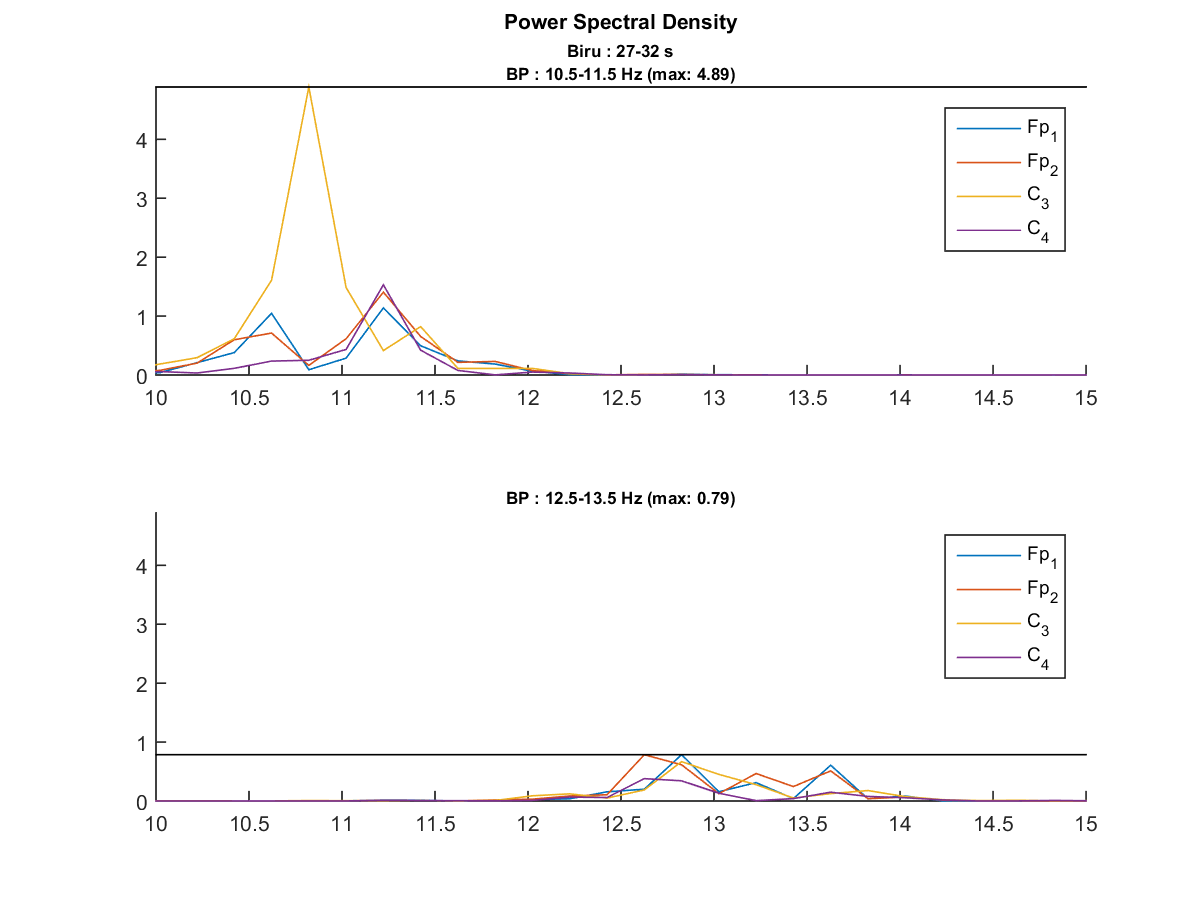 Power Spectral Density
Biru : 27-32 s
BP : 10.5-11.5 Hz (max: 4.89)
4
3
2
1
0
10 10.5 11 11.5 12 12.5 13 13.5 14 14.5 15
Fp1
Fp2
C3
C4
BP : 12.5-13.5 Hz (max: 0.79)
4
3
2
1
0
10 10.5 11 11.5 12 12.5 13 13.5 14 14.5 15
Fp1
Fp2
C3
C4